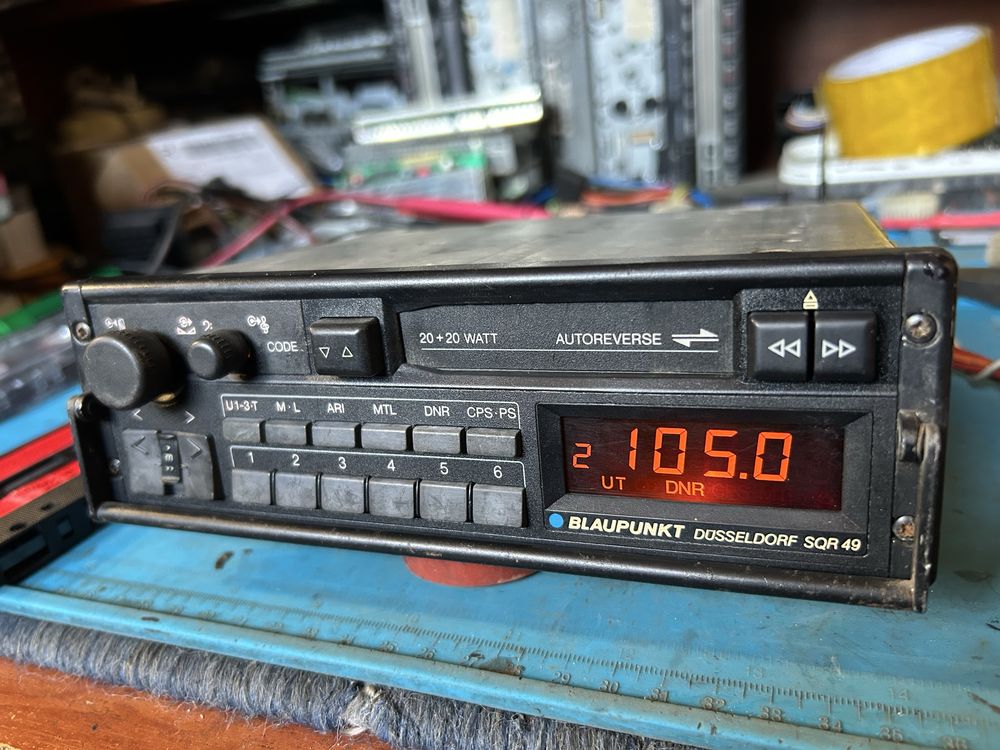 CODE
20+20 WATT
AUTOREVERSE
U1-3·T M·L ARI MTL DNR CPS·PS
1 2 3 4 5 6
2 105.0
UT DNR
BLAUPUNKT DÜSSELDORF SQR 49